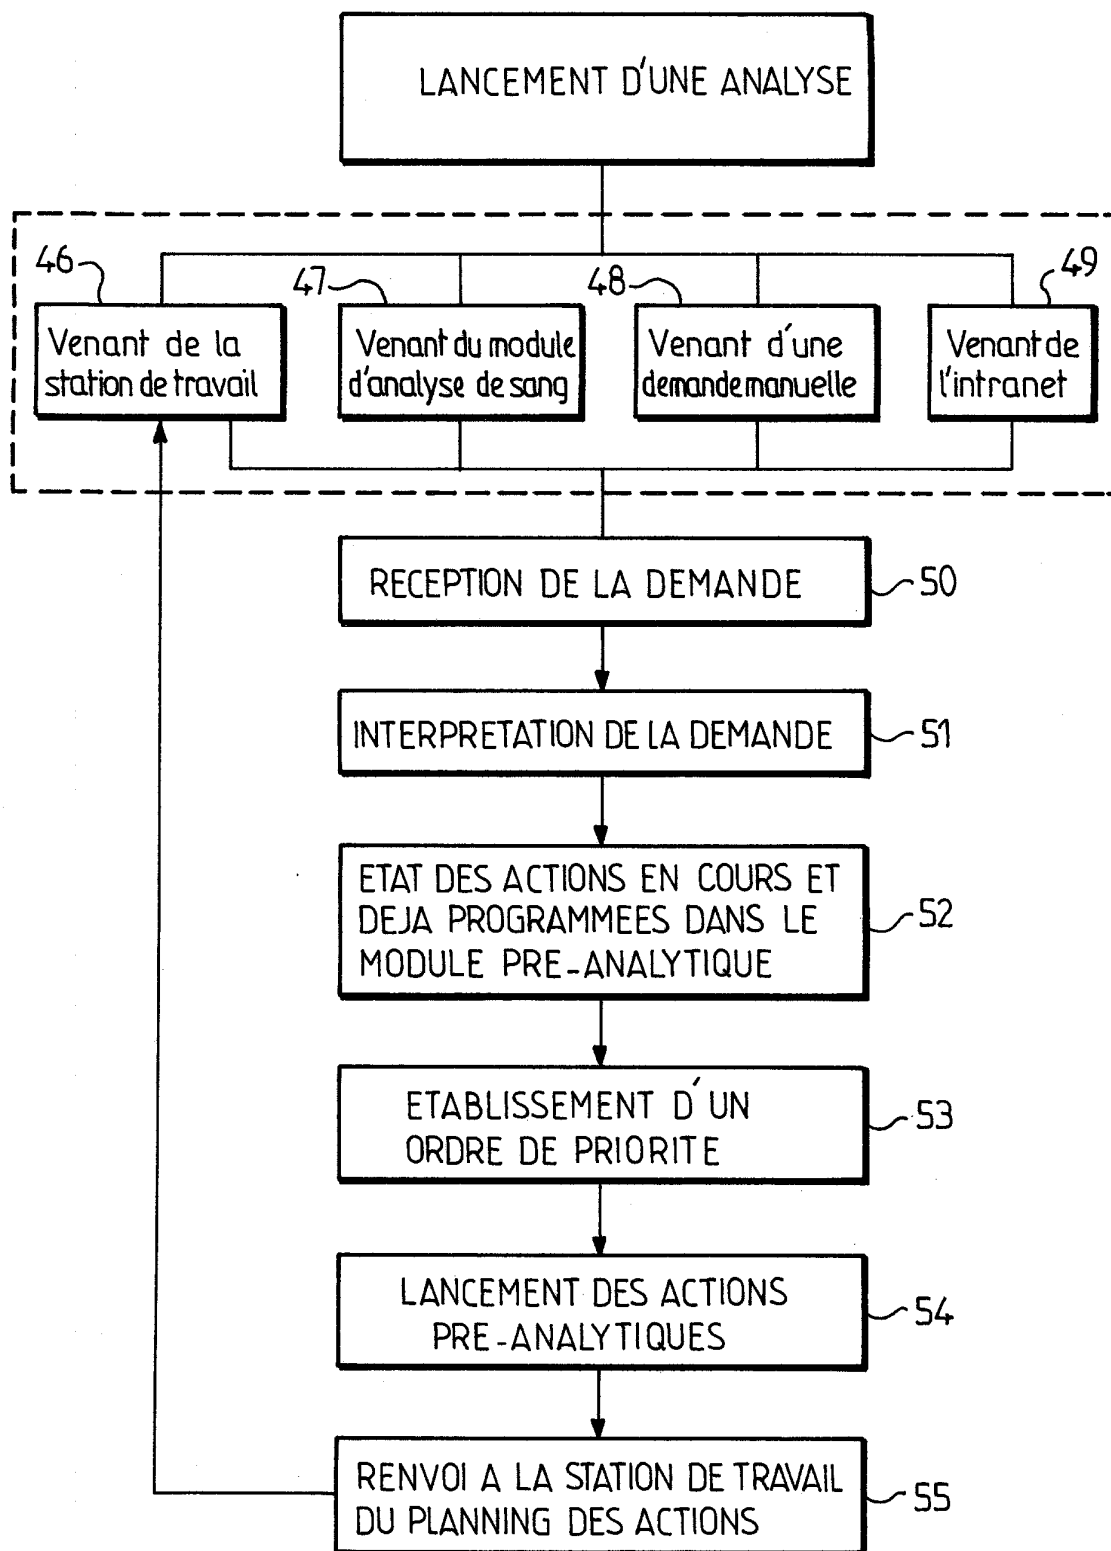 LANCEMENT D'UNE ANALYSE
46
47
48
49
Venant de la
station de travail
Venant du module
d'analyse de sang
Venant d'une
demande manuelle
Venant de
l'intranet
RECEPTION DE LA DEMANDE
50
INTERPRETATION DE LA DEMANDE
51
ETAT DES ACTIONS EN COURS ET
DEJA PROGRAMMEES DANS LE
MODULE PRE-ANALYTIQUE
52
ETABLISSEMENT D'UN
ORDRE DE PRIORITE
53
LANCEMENT DES ACTIONS
PRE-ANALYTIQUES
54
RENVOI A LA STATION DE TRAVAIL
DU PLANNING DES ACTIONS
55